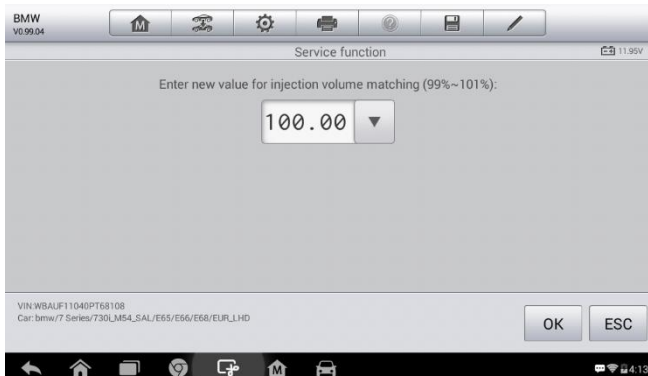 BMW
V0.99.04
M
Service function
11.95V
Enter new value for injection volume matching (99%~101%):
100.00
VIN:WBAUF11040PT68108
Car: bmw/7 Series/730i_M54_SAL/E65/E66/E68/EUR_LHD
OK
ESC
M
4:13